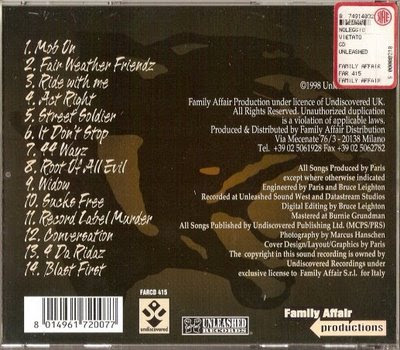 1. Mob On
2. Fair Weather Friendz
3. Ride with me
4. Act Right
5. Street Soldier
6. It Don't Stop
7. 44 Wayz
8. Root Of All Evil
9. Widow
10. Sucks Free
11. Record Label Murder
12. Conversation
13. 4 Da Ridaz
14. Blast First
NOLEGGIO
VIETATO
CD
UNLEASHED
FAMILY AFFAIR
FAR 415
FAMILY AFFAIR
SIAE
©1998
Family Affair Production under licence of Undiscovered UK.
All Rights Reserved. Unauthorized duplication
is a violation of applicable laws.
Produced & Distributed by Family Affair Distribution
Via Mecenate 76/3 - 20138 Milano
Tel. +39 02 5061928 Fax +39 02 5062782
All Songs Produced by Paris
except where otherwise indicated
Engineered by Paris and Bruce Leighton
Recorded at Unleashed Sound West and Datastream Studios
Digital Editing by Bruce Leighton
Mastered at Burnie Grundman
All Songs Published by Undiscovered Publishing Ltd. (MCPS/PRS)
Photography by Marcus Hanschen
Cover Design/Layout/Graphics by Paris
The copyright in this sound recording is owned by
Undiscovered Recordings under
exclusive license to Family Affair S.r.l. for Italy
8 014961 720077
FARCD 415
undiscovered
UNLEASHED
RECORDS
Family Affair
productions